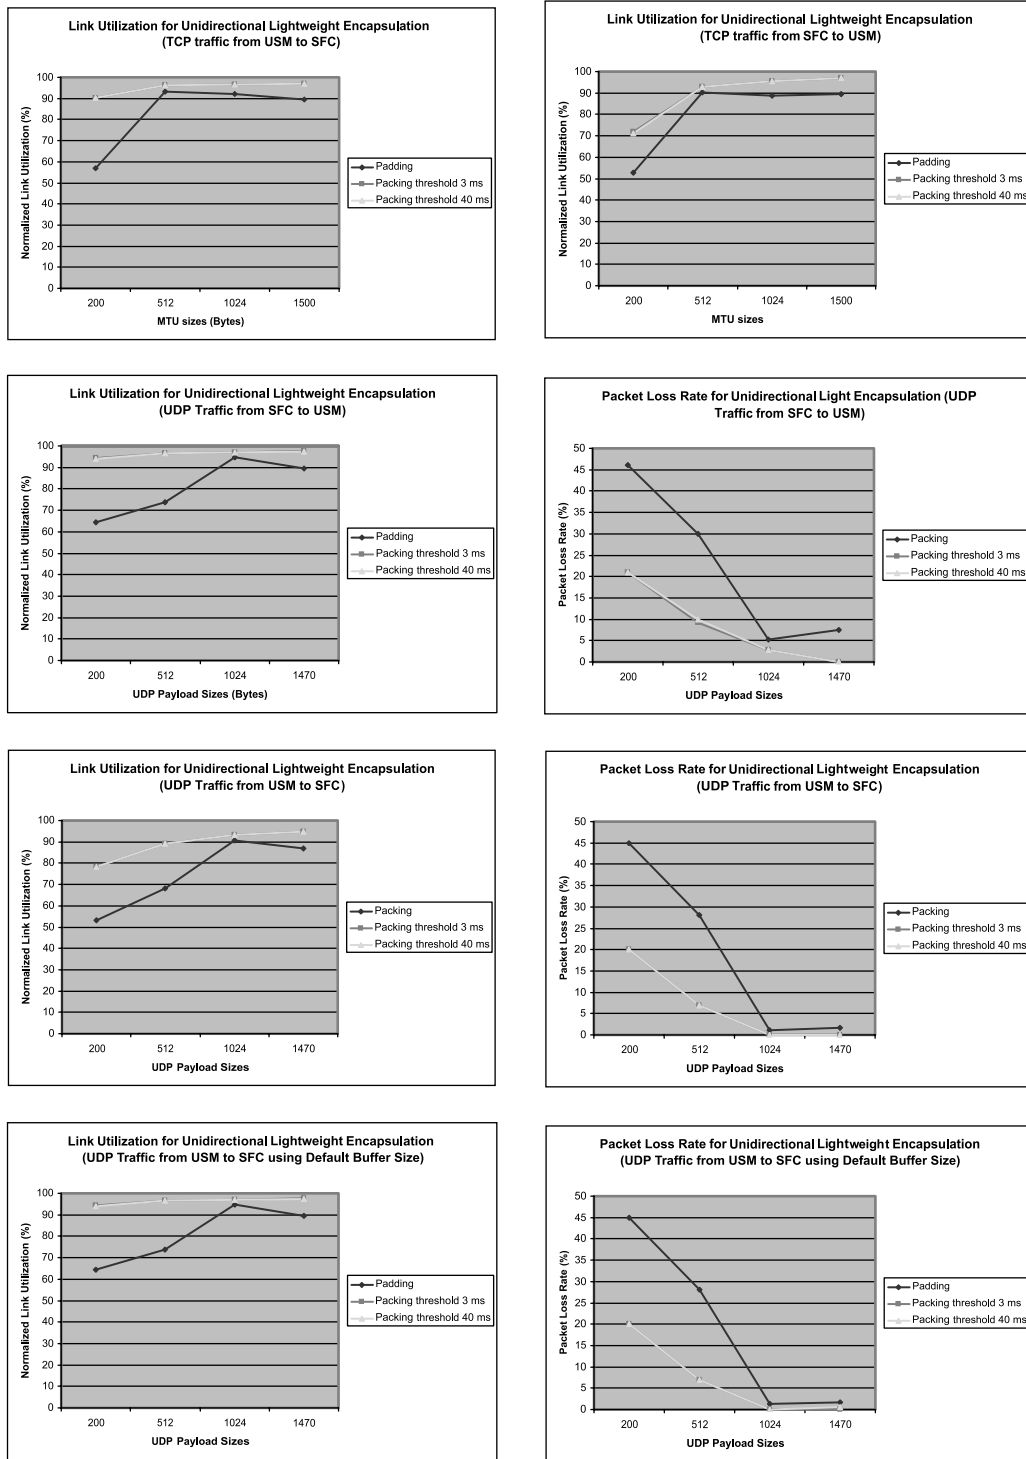 Link Utilization for Unidirectional Lightweight Encapsulation
(TCP traffic from USM to SFC)
Normalized Link Utilization (%)
100
90
80
70
60
50
40
30
20
10
0
200 512 1024 1500
MTU sizes (Bytes)
Padding
Packing threshold 3 ms
Packing threshold 40 ms
Link Utilization for Unidirectional Lightweight Encapsulation
(TCP traffic from SFC to USM)
Normalized Link Utilization (%)
100
90
80
70
60
50
40
30
20
10
0
200 512 1024 1500
MTU sizes
Padding
Packing threshold 3 ms
Packing threshold 40 ms
Link Utilization for Unidirectional Lightweight Encapsulation
(UDP Traffic from SFC to USM)
Normalized Link Utilization (%)
100
90
80
70
60
50
40
30
20
10
0
200 512 1024 1470
UDP Payload Sizes (Bytes)
Padding
Packing threshold 3 ms
Packing threshold 40 ms
Packet Loss Rate for Unidirectional Light Encapsulation (UDP
Traffic from SFC to USM)
Packet Loss Rate (%)
50
45
40
35
30
25
20
15
10
5
0
200 512 1024 1470
UDP Payload Sizes
Packing
Packing threshold 3 ms
Packing threshold 40 ms
Link Utilization for Unidirectional Lightweight Encapsulation
(UDP Traffic from USM to SFC)
Normalized Link Utilization (%)
100
90
80
70
60
50
40
30
20
10
0
200 512 1024 1470
UDP Payload Sizes
Packing
Packing threshold 3 ms
Packing threshold 40 ms
Packet Loss Rate for Unidirectional Lightweight Encapsulation
(UDP Traffic from USM to SFC)
Packet Loss Rate (%)
50
45
40
35
30
25
20
15
10
5
0
200 512 1024 1470
UDP Payload Sizes
Packing
Packing threshold 3 ms
Packing threshold 40 ms
Link Utilization for Unidirectional Lightweight Encapsulation
(UDP Traffic from USM to SFC using Default Buffer Size)
Normalized Link Utilization (%)
100
90
80
70
60
50
40
30
20
10
0
200 512 1024 1470
UDP Payload Sizes
Padding
Packing threshold 3 ms
Packing threshold 40 ms
Packet Loss Rate for Unidirectional Lightweight Encapsulation
(UDP Traffic from USM to SFC using Default Buffer Size)
Packet Loss Rate (%)
50
45
40
35
30
25
20
15
10
5
0
200 512 1024 1470
UDP Payload Sizes
Padding
Packing threshold 3 ms
Packing threshold 40 ms